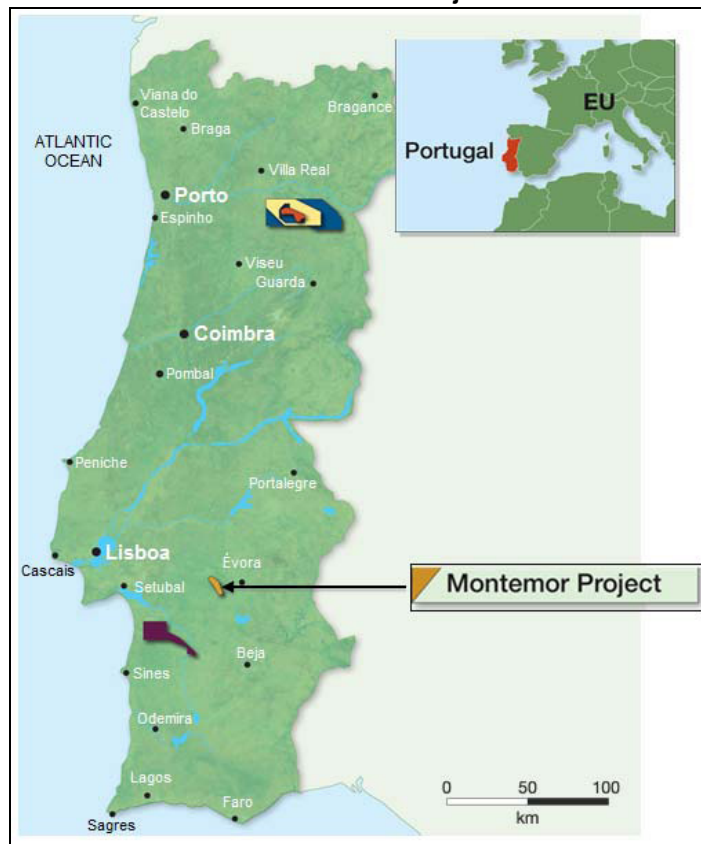 Viana do
Castelo
Bragance
Braga
ATLANTIC
OCEAN
Villa Real
Porto
Espinho
EU
Portugal
Viseu
Guarda
Coimbra
Pombal
Peniche
Portalegre
Lisboa
Cascais
Évora
Setubal
Montemor Project
Beja
Sines
Odemira
Lagos
Faro
Sagres
0 50 100
km